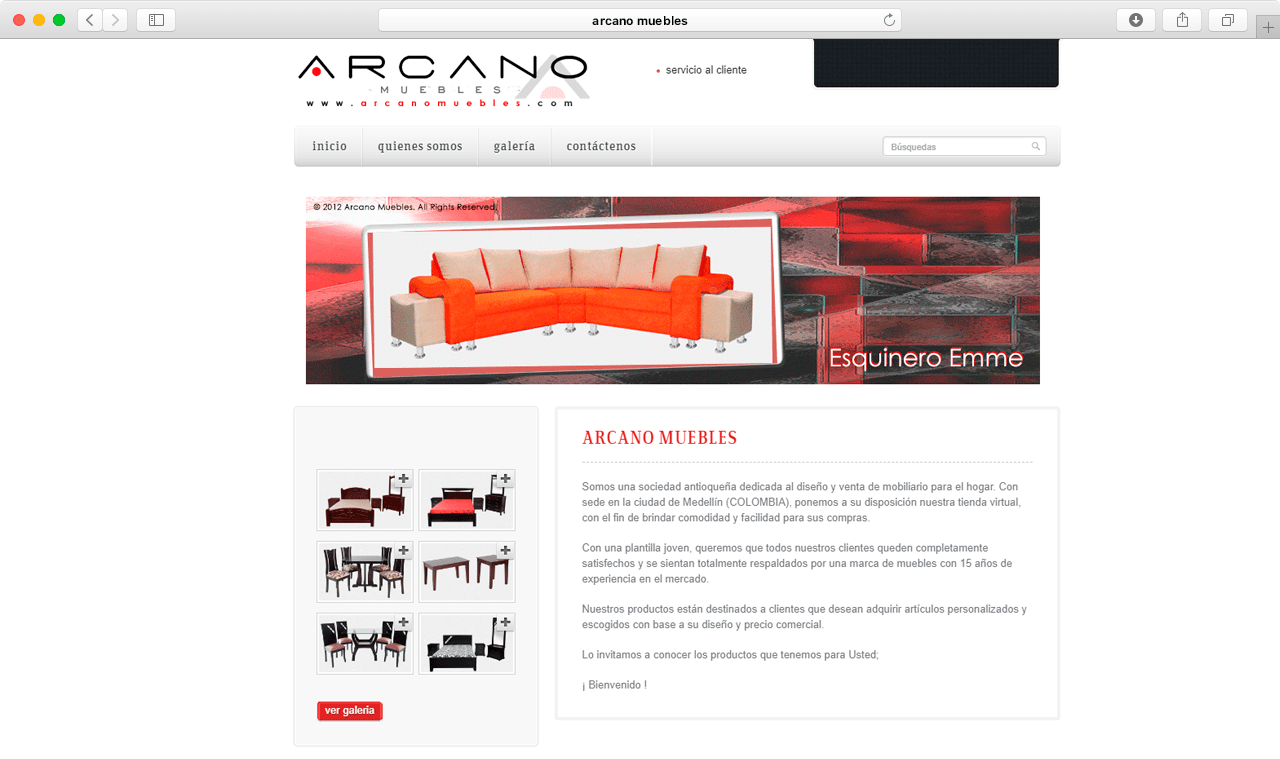 arcano muebles
ARCANO
MUEBLES
www.arcanomuebles.com
servicio al cliente
inicio
quienes somos
galería
contáctenos
Búsquedas
© 2012 Arcano Muebles. All Rights Reserved.
Esquinero Emme
ARCANO MUEBLES
Somos una sociedad antioqueña dedicada al diseño y venta de mobiliario para el hogar. Con
sede en la ciudad de Medellín (COLOMBIA), ponemos a su disposición nuestra tienda virtual,
con el fin de brindar comodidad y facilidad para sus compras.
Con una plantilla joven, queremos que todos nuestros clientes queden completamente
satisfechos y se sientan totalmente respaldados por una marca de muebles con 15 años de
experiencia en el mercado.
Nuestros productos están destinados a clientes que desean adquirir artículos personalizados y
escogidos con base a su diseño y precio comercial.
Lo invitamos a conocer los productos que tenemos para Usted;
¡ Bienvenido !
ver galeria